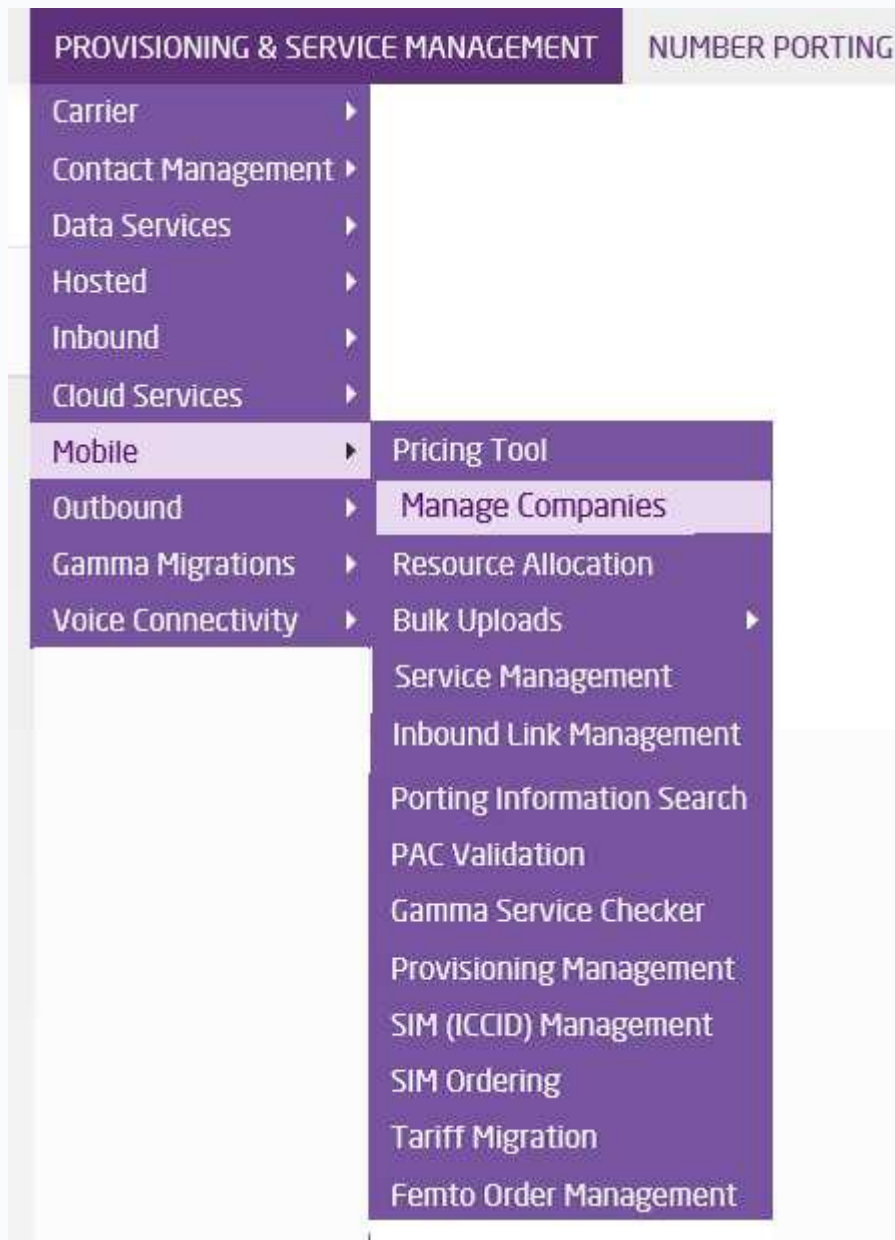 PROVISIONING & SERVICE MANAGEMENT NUMBER PORTING
Carrier
Contact Management
Data Services
Hosted
Inbound
Cloud Services
Mobile
Outbound
Gamma Migrations
Voice Connectivity
Pricing Tool
Manage Companies
Resource Allocation
Bulk Uploads
Service Management
Inbound Link Management
Porting Information Search
PAC Validation
Gamma Service Checker
Provisioning Management
SIM (ICCID) Management
SIM Ordering
Tariff Migration
Femto Order Management